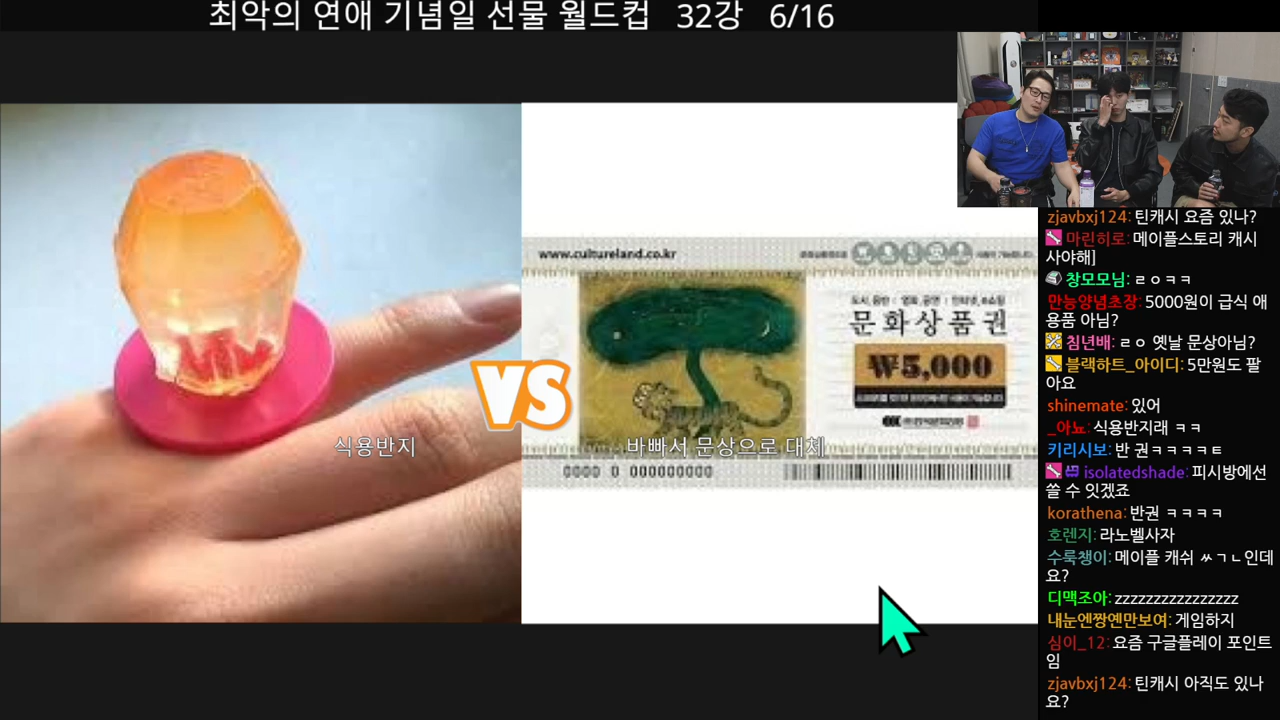 최악의 연애 기념일 선물 월드컵 32강 6/16
www.cultureland.co.kr
문화상품권
₩5,000
VS
식용반지
바빠서 문상으로 대체
0000 0 000000000
zjavbxj124: 틴캐시 요즘 있나?
마린히로: 메이플스토리 캐시
사야해]
창모모님: ㄹㅇㅋㅋ
만능양념초장: 5000원이 급식 애
용품 아님?
침년배: ㄹㅇ 옛날 문상아님?
블랙하트_아이디: 5만원도 팔
아요
shinemate: 있어
_아뇨: 식용반지래 ㅋㅋ
키리시보: 반 권ㅋㅋㅋㅋㅌ
isolatedshade: 피시방에선
쓸 수 잇겠죠
korathena: 반권 ㅋㅋㅋㅋ
호렌지: 라노벨사자
수룩챙이: 메이플 캐쉬 ㅆㄱㄴ인데
요?
디맥조아: zzzzzzzzzzzzzzzz
내눈엔짱옌만보여: 게임하지
심이_12: 요즘 구글플레이 포인트
임
zjavbxj124: 틴캐시 아직도 있나
요?